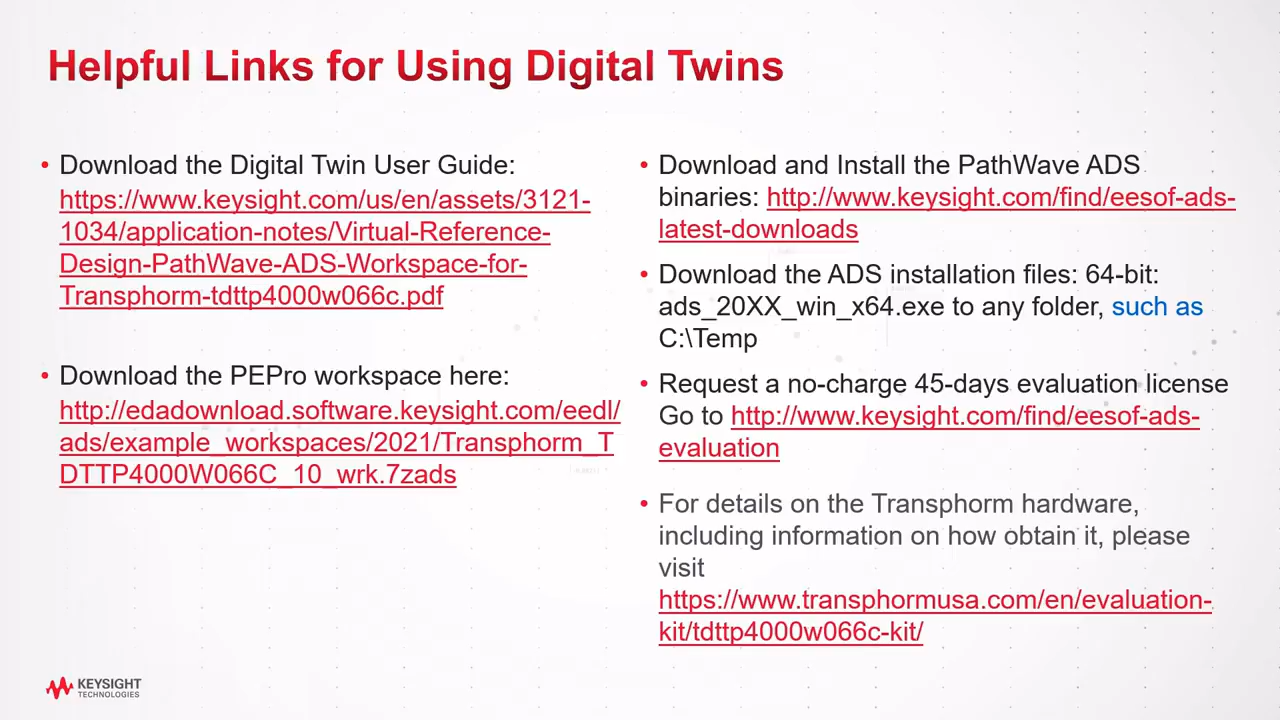 Helpful Links for Using Digital Twins
• Download the Digital Twin User Guide:
https://www.keysight.com/us/en/assets/3121-
1034/application-notes/Virtual-Reference-
Design-PathWave-ADS-Workspace-for-
Transphorm-tdttp4000w066c.pdf
• Download the PEPro workspace here:
http://edadownload.software.keysight.com/eedl/
ads/example_workspaces/2021/Transphorm_T
DTTP4000W066C_10_wrk.7zads
• Download and Install the PathWave ADS
binaries: http://www.keysight.com/find/eesof-ads-
latest-downloads
• Download the ADS installation files: 64-bit:
ads_20XX_win_x64.exe to any folder, such as
C:\Temp
• Request a no-charge 45-days evaluation license
Go to http://www.keysight.com/find/eesof-ads-
evaluation
• For details on the Transphorm hardware,
including information on how obtain it, please
visit
https://www.transphormusa.com/en/evaluation-
kit/tdttp4000w066c-kit/
KEYSIGHT
TECHNOLOGIES